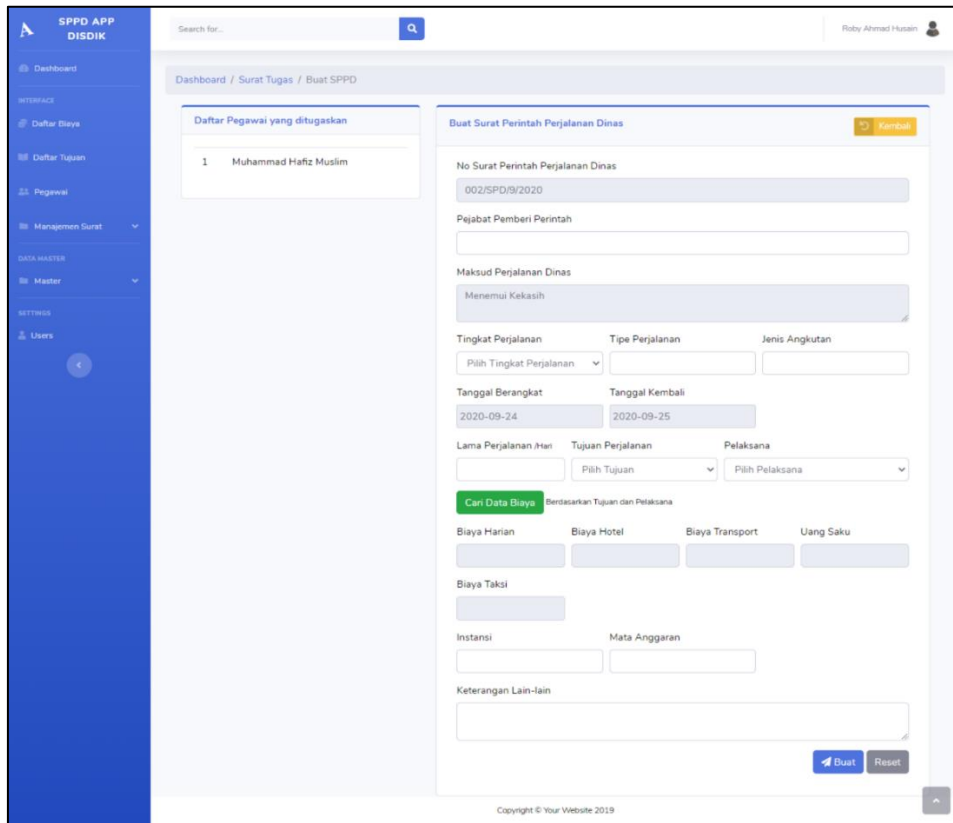 SPPD APP
DISDIK
Search for...
Roby Ahmad Husain
Dashboard
INTERFACE
Daftar Biaya
Daftar Tujuan
Pegawai
Manajemen Surat
DATA MASTER
Master
SETTINGS
Users
Dashboard / Surat Tugas / Buat SPPD
Daftar Pegawai yang ditugaskan
1 Muhammad Hafiz Muslim
Buat Surat Perintah Perjalanan Dinas
Kembali
No Surat Perintah Perjalanan Dinas
002/SPD/9/2020
Pejabat Pemberi Perintah
Maksud Perjalanan Dinas
Menemui Kekasih
Tingkat Perjalanan Tipe Perjalanan Jenis Angkutan
Pilih Tingkat Perjalanan
Tanggal Berangkat Tanggal Kembali
2020-09-24 2020-09-25
Lama Perjalanan /Hari Tujuan Perjalanan Pelaksana
Pilih Tujuan Pilih Pelaksana
Cari Data Biaya Berdasarkan Tujuan dan Pelaksana
Biaya Harian Biaya Hotel Biaya Transport Uang Saku
Biaya Taksi
Instansi Mata Anggaran
Keterangan Lain-lain
Buat Reset
Copyright © Your Website 2019